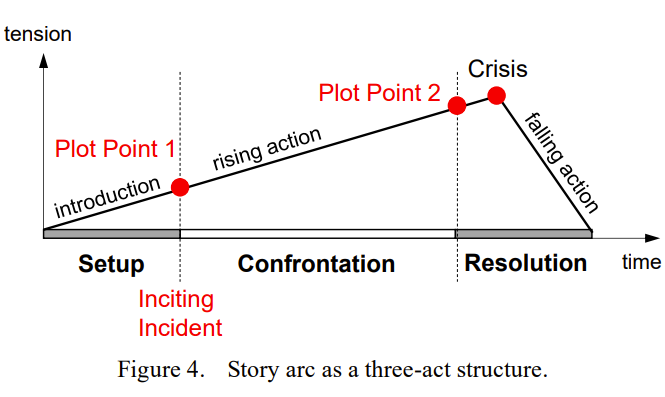 tension
Crisis
Plot Point 2
Plot Point 1
rising action
introduction
falling action
Setup
Confrontation
Resolution
time
Inciting
Incident
Figure 4. Story arc as a three-act structure.